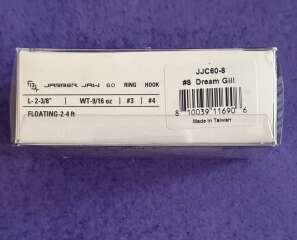 JABBER JAW 60 RING HOOK
L- 2-3/8" WT-9/16 oz #3 #4
FLOATING-2-4 ft
JJC60-8
#8 Dream Gill
8 10039 11690 6
Made in Taiwan